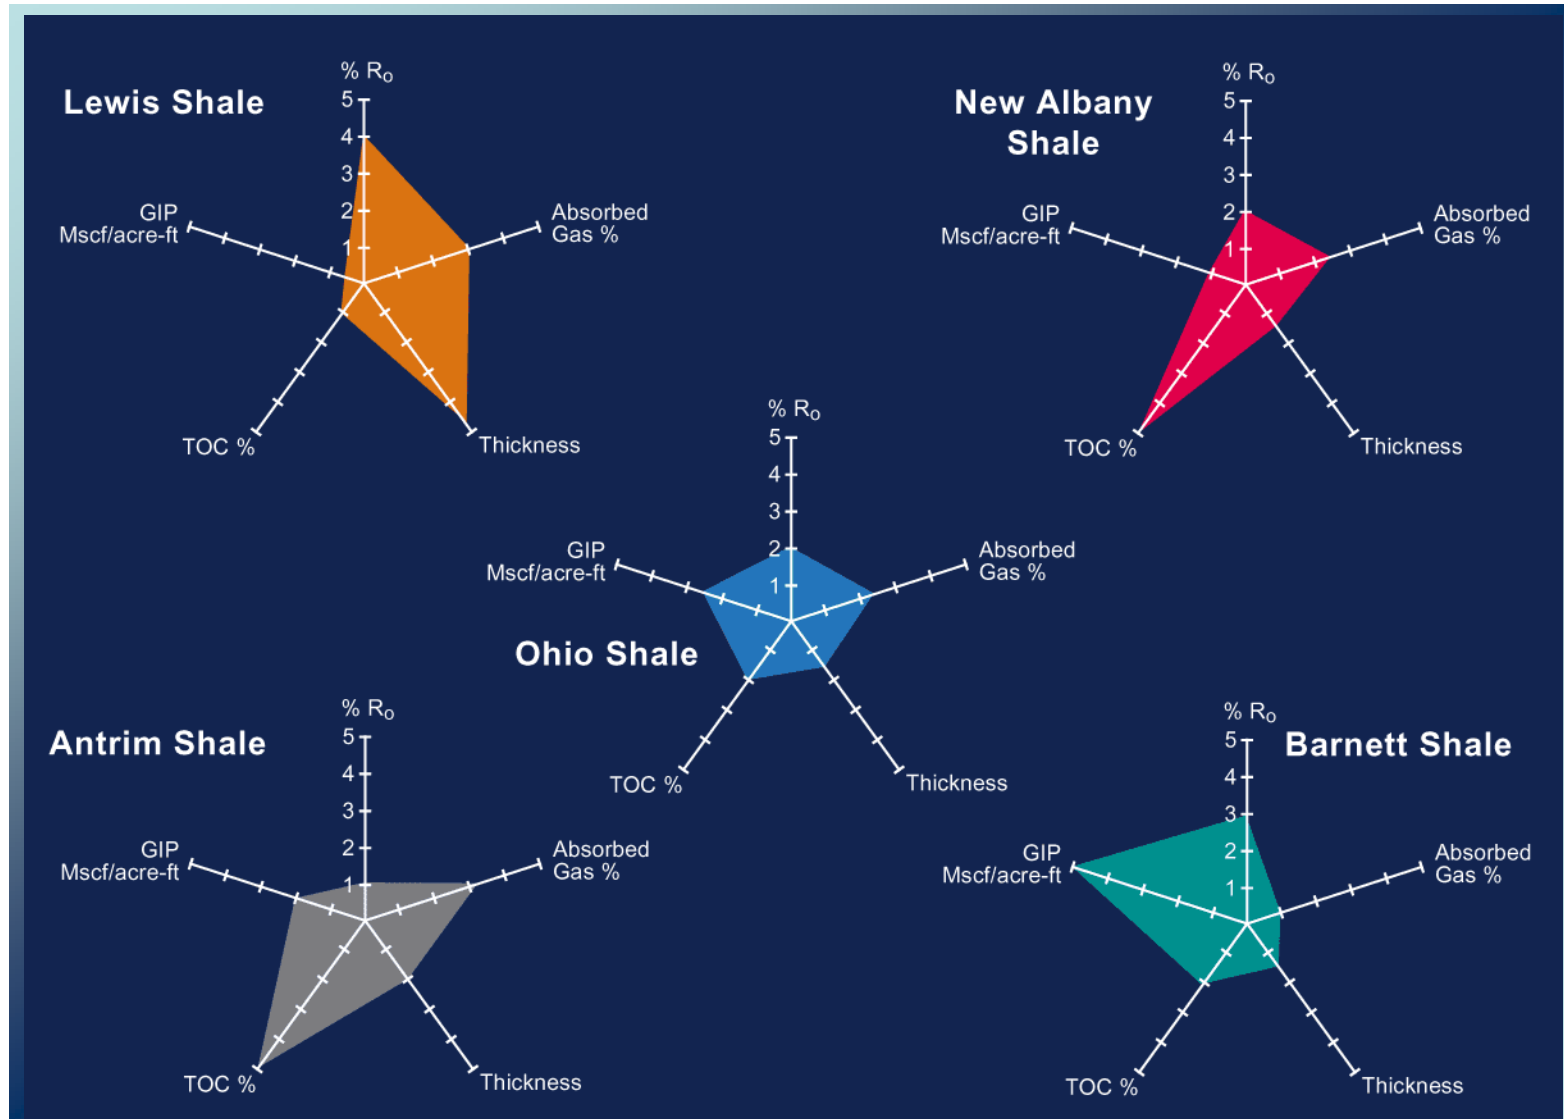 Lewis Shale
% Ro
5
4
3
2
1
GIP
Mscf/acre-ft
Absorbed
Gas %
TOC %
Thickness
New Albany
Shale
% Ro
5
4
3
2
1
GIP
Mscf/acre-ft
Absorbed
Gas %
TOC %
Thickness
Ohio Shale
% Ro
5
4
3
2
1
GIP
Mscf/acre-ft
Absorbed
Gas %
TOC %
Thickness
Antrim Shale
% Ro
5
4
3
2
1
GIP
Mscf/acre-ft
Absorbed
Gas %
TOC %
Thickness
Barnett Shale
% Ro
5
4
3
2
1
GIP
Mscf/acre-ft
Absorbed
Gas %
TOC %
Thickness